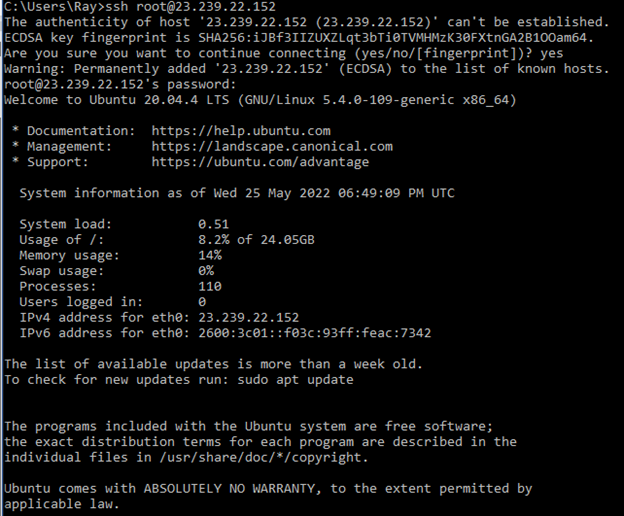 C:\Users\Ray>ssh root@23.239.22.152
The authenticity of host '23.239.22.152 (23.239.22.152)' can't be established.
ECDSA key fingerprint is SHA256:iJBf3IIZUXZLqt3bTi0TVMHMzK30FXtnGA2B1OOam64.
Are you sure you want to continue connecting (yes/no/[fingerprint])? yes
Warning: Permanently added '23.239.22.152' (ECDSA) to the list of known hosts.
root@23.239.22.152's password:
Welcome to Ubuntu 20.04.4 LTS (GNU/Linux 5.4.0-109-generic x86_64)
* Documentation:  https://help.ubuntu.com
* Management:     https://landscape.canonical.com
* Support:        https://ubuntu.com/advantage
System information as of Wed 25 May 2022 06:49:09 PM UTC
System load:           0.51
Usage of /:            8.2% of 24.05GB
Memory usage:          14%
Swap usage:            0%
Processes:             110
Users logged in:       0
IPv4 address for eth0: 23.239.22.152
IPv6 address for eth0: 2600:3c01::f03c:93ff:feac:7342
The list of available updates is more than a week old.
To check for new updates run: sudo apt update
The programs included with the Ubuntu system are free software;
the exact distribution terms for each program are described in the
individual files in /usr/share/doc/*/copyright.
Ubuntu comes with ABSOLUTELY NO WARRANTY, to the extent permitted by
applicable law.